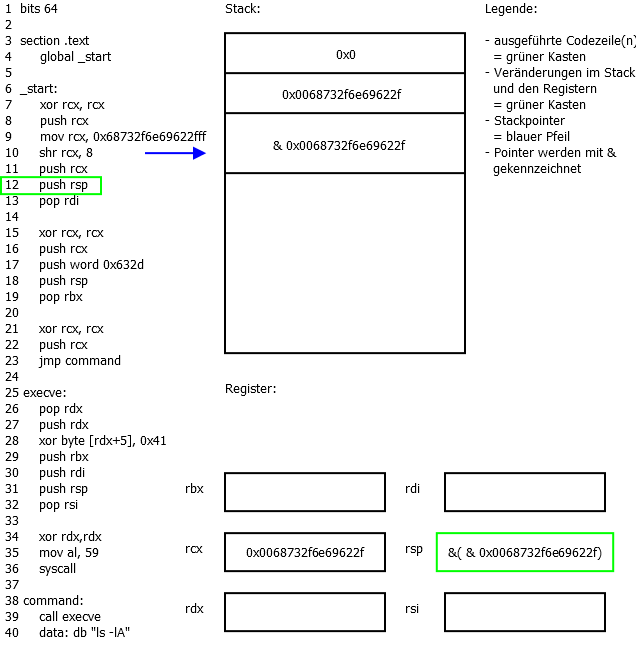 1 bits 64
2
3 section .text
4 global _start
5
6 _start:
7 xor rcx, rcx
8 push rcx
9 mov rcx, 0x68732f6e69622fff
10 shr rcx, 8
11 push rcx
12 push rsp
13 pop rdi
14
15 xor rcx, rcx
16 push rcx
17 push word 0x632d
18 push rsp
19 pop rbx
20
21 xor rcx, rcx
22 push rcx
23 jmp command
24
25 execve:
26 pop rdx
27 push rdx
28 xor byte [rdx+5], 0x41
29 push rbx
30 push rdi
31 push rsp
32 pop rsi
33
34 xor rdx,rdx
35 mov al, 59
36 syscall
37
38 command:
39 call execve
40 data: db "ls -lA"
Stack:
0x0
0x0068732f6e69622f
& 0x0068732f6e69622f
Register:
rbx
rdi
rcx
0x0068732f6e69622f
rsp
&( & 0x0068732f6e69622f)
rdx
rsi
Legende:
- ausgeführte Codezeile(n)
= grüner Kasten
- Veränderungen im Stack
und den Registern
= grüner Kasten
- Stackpointer
= blauer Pfeil
- Pointer werden mit &
gekennzeichnet